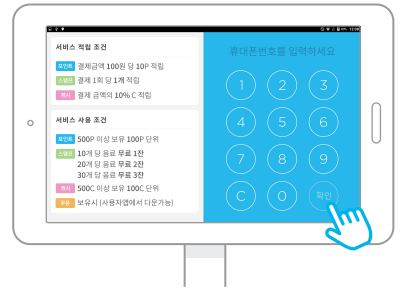 서비스 적립 조건
포인트 결제금액 100원 당 10P 적립
스탬프 결제 1회 당 1개 적립
캐시 결제 금액의 10% C 적립
서비스 사용 조건
포인트 500P 이상 보유 100P 단위
스탬프 10개 당 음료 무료 1잔
20개 당 음료 무료 2잔
30개 당 음료 무료 3잔
캐시 500C 이상 보유 100C 단위
쿠폰 보유시 (사용자앱에서 다운가능)
휴대폰번호를 입력하세요
1 2 3
4 5 6
7 8 9
C 0 확인